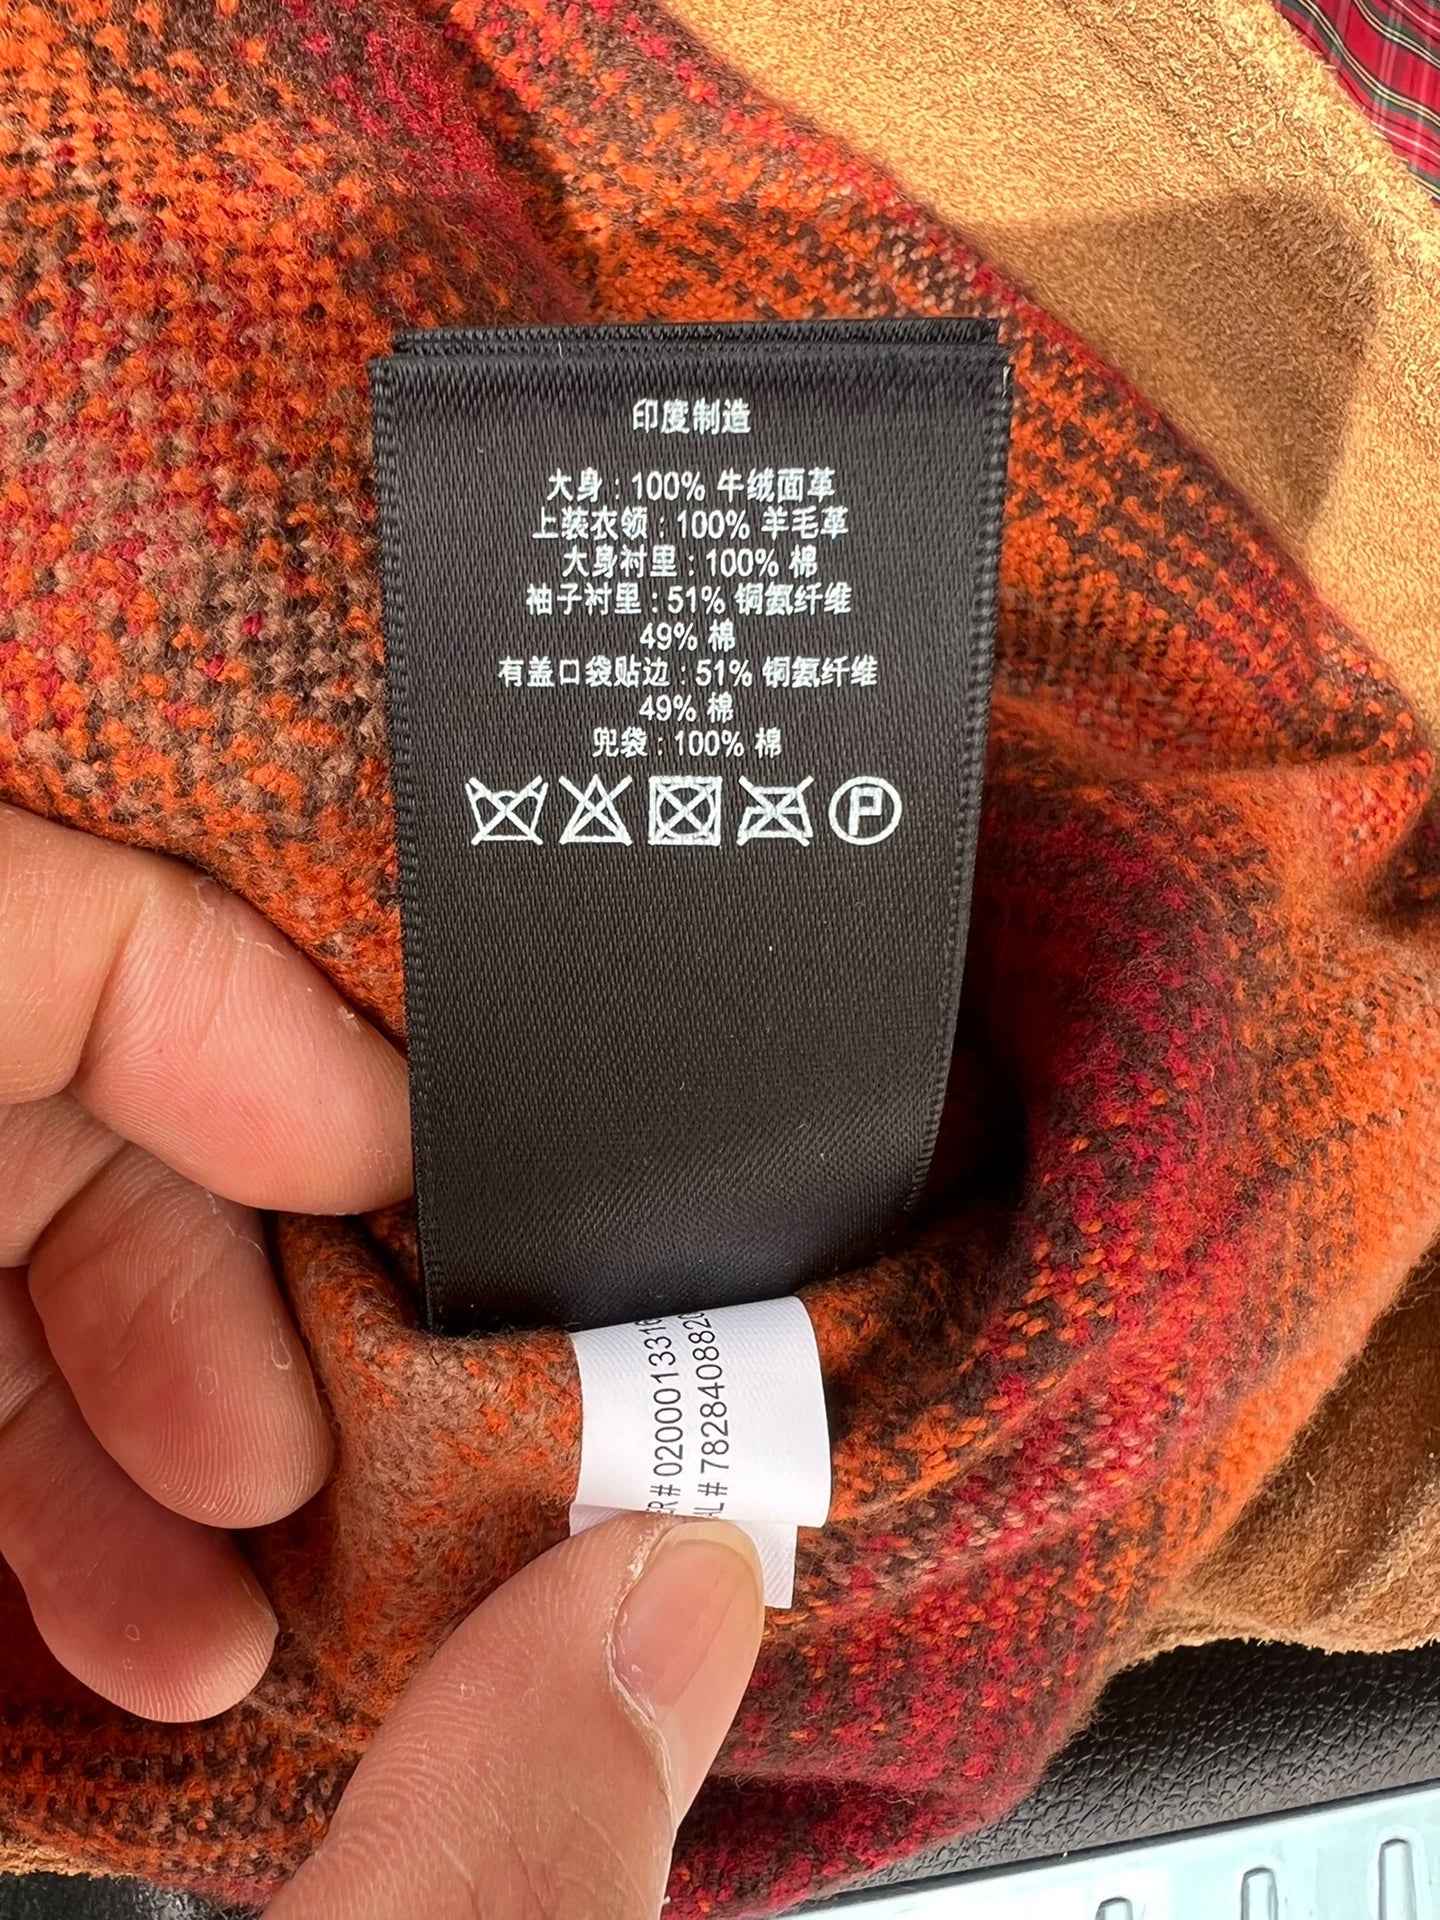 印度制造
大身 : 100% 牛绒面革
上装衣领 : 100% 羊毛革
大身衬里 : 100% 棉
袖子衬里 : 51% 铜氨纤维
49% 棉
有盖口袋贴边 : 51% 铜氨纤维
49% 棉
兜袋 : 100% 棉
P
R# 020001331
L# 782840882